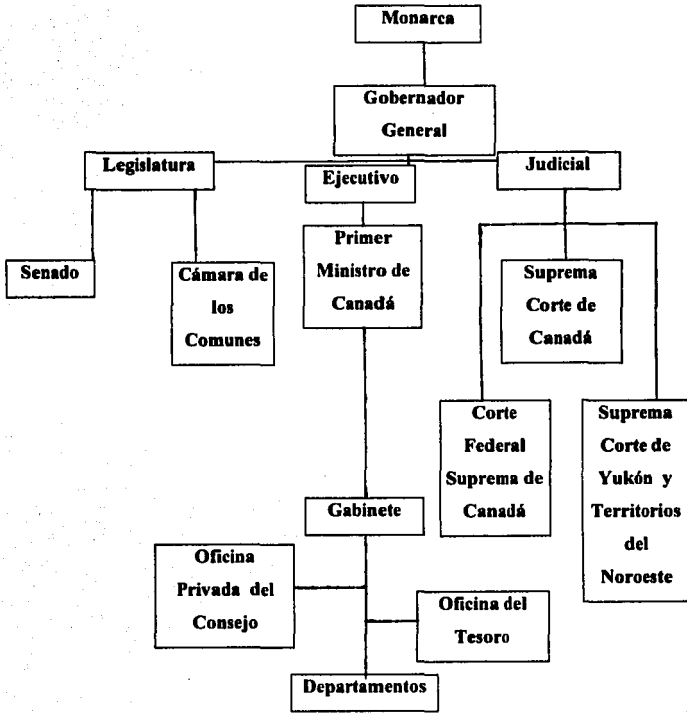 Monarca
Gobernador
General
Legislatura
Ejecutivo
Judicial
Senado
Cámara de
los
Comunes
Primer
Ministro de
Canadá
Suprema
Corte de
Canadá
Corte
Federal
Suprema de
Canadá
Suprema
Corte de
Yukón y
Territorios
del
Noroeste
Gabinete
Oficina
Privada del
Consejo
Oficina del
Tesoro
Departamentos